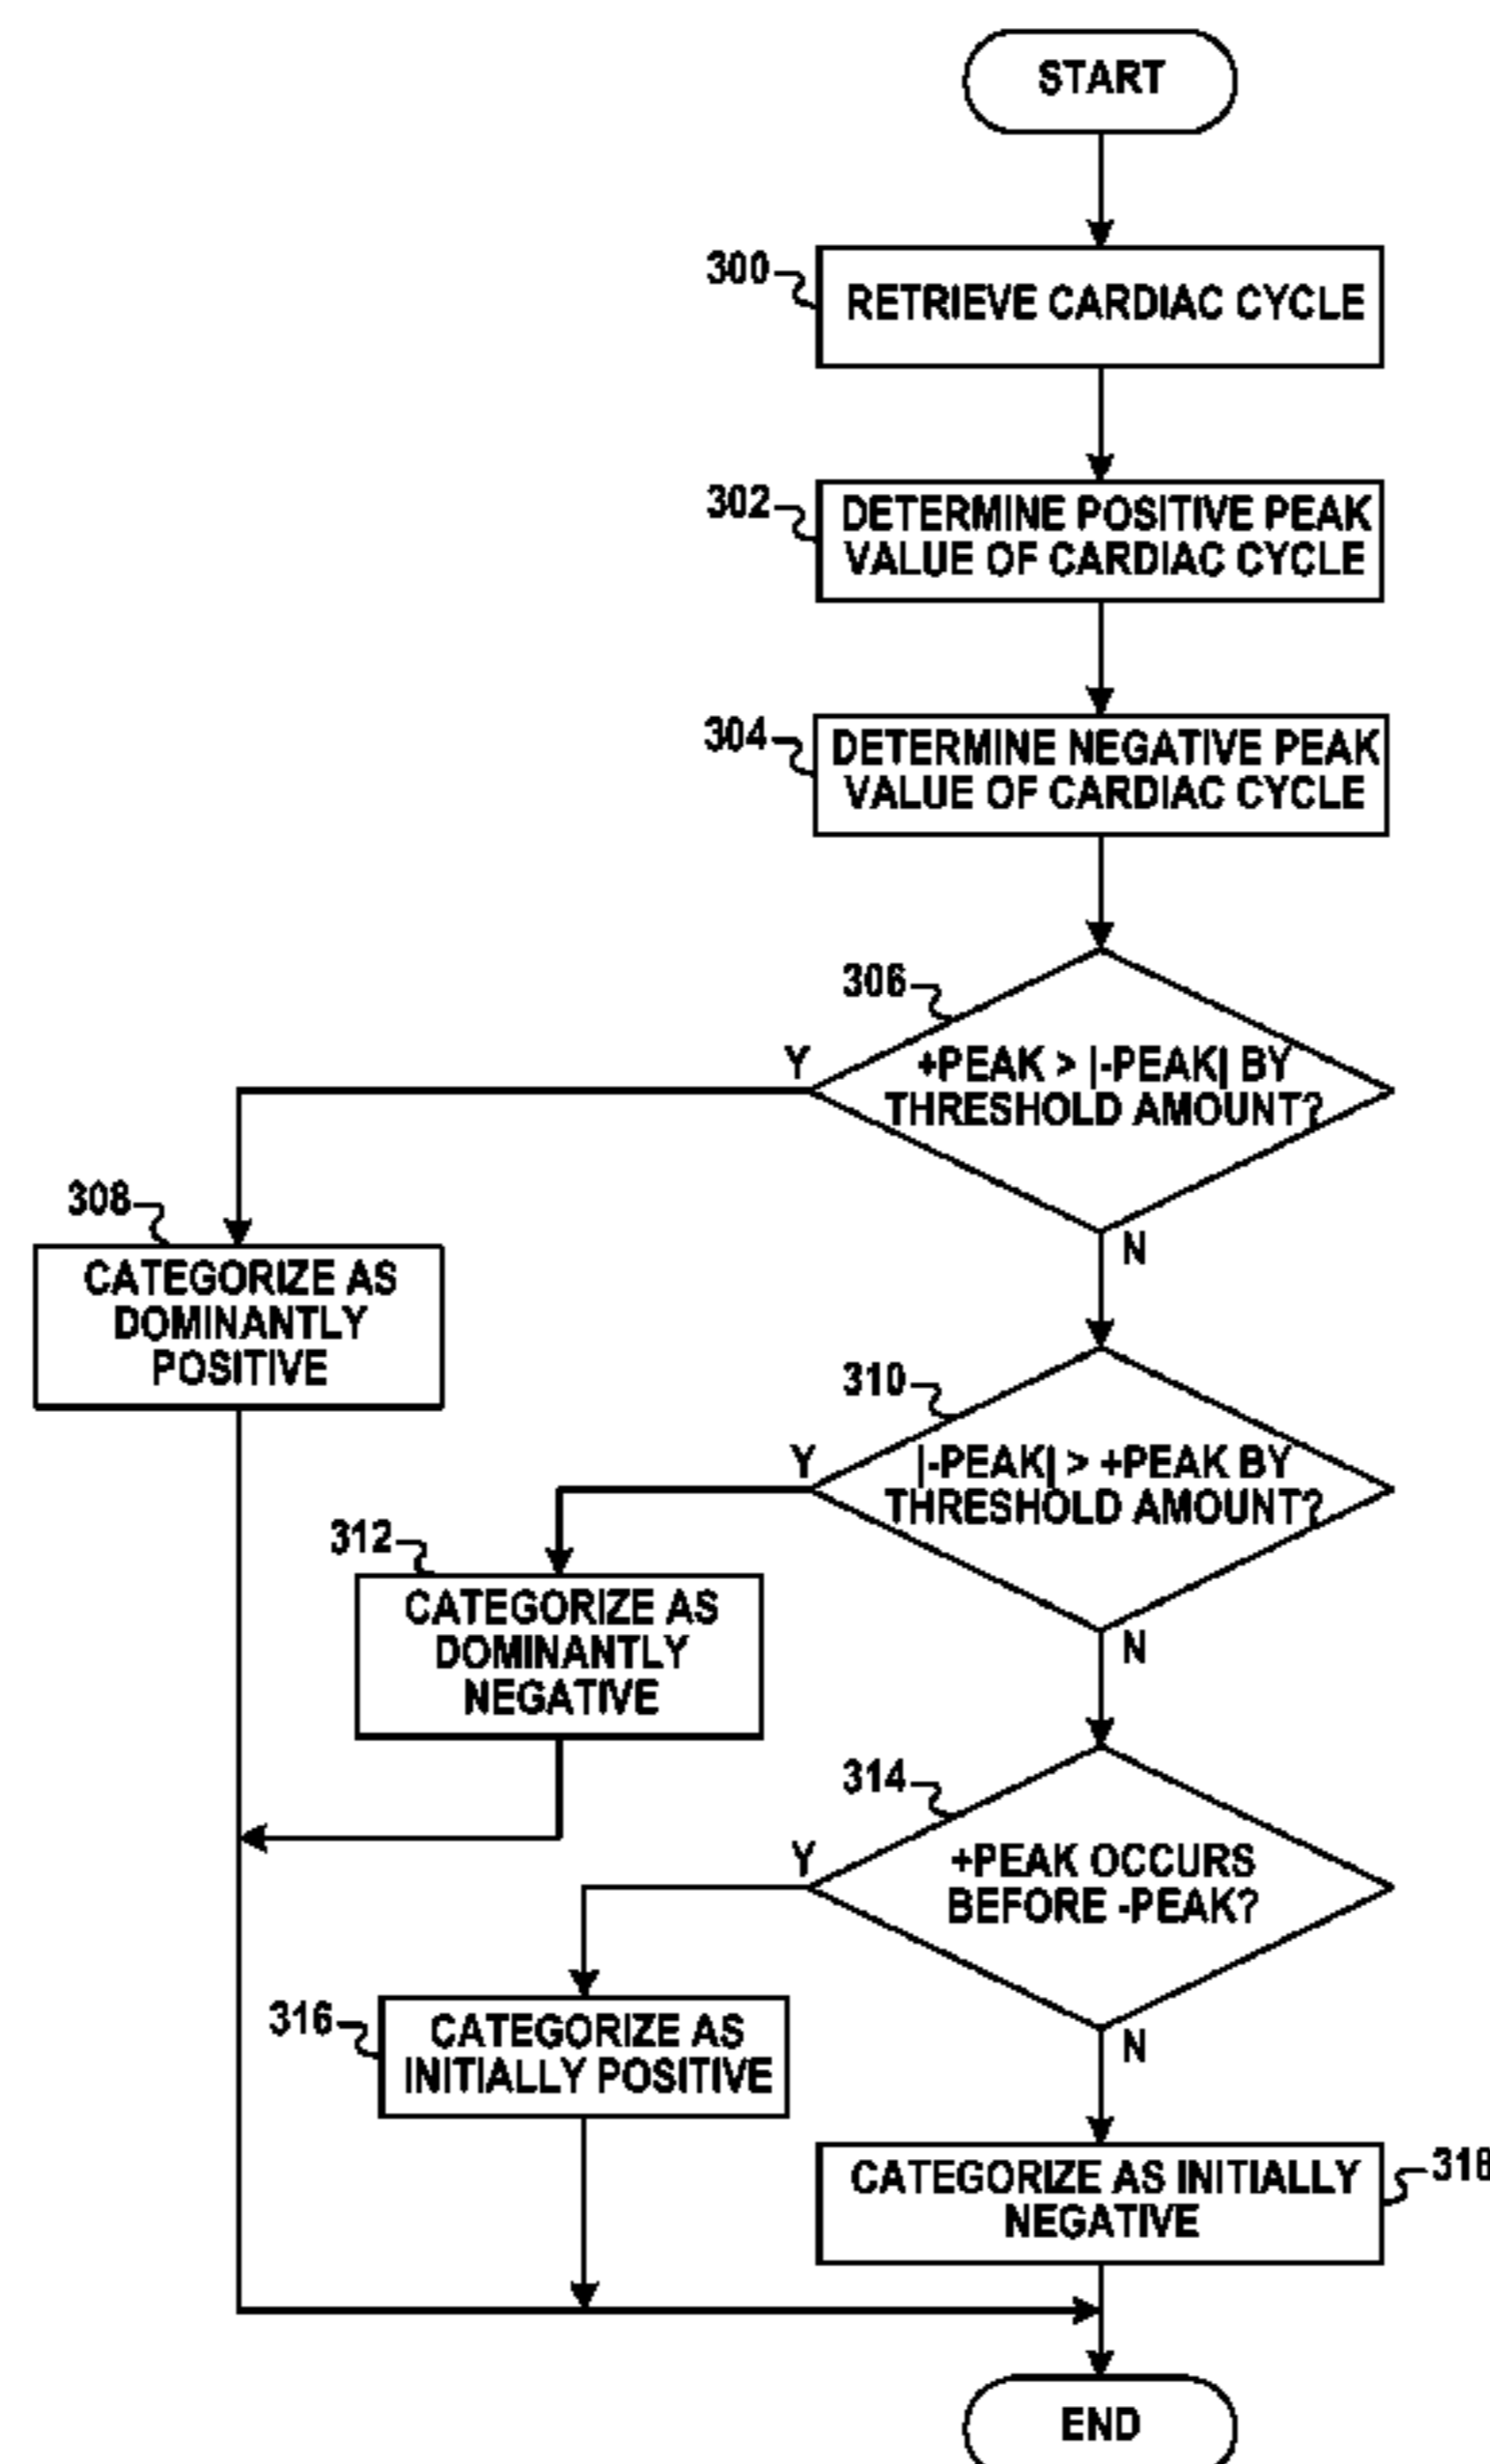 START
300
RETRIEVE CARDIAC CYCLE
302
DETERMINE POSITIVE PEAK
VALUE OF CARDIAC CYCLE
304
DETERMINE NEGATIVE PEAK
VALUE OF CARDIAC CYCLE
306
+PEAK > |-PEAK| BY
THRESHOLD AMOUNT?
Y
N
308
CATEGORIZE AS
DOMINANTLY
POSITIVE
310
|-PEAK| > +PEAK BY
THRESHOLD AMOUNT?
Y
N
312
CATEGORIZE AS
DOMINANTLY
NEGATIVE
314
+PEAK OCCURS
BEFORE -PEAK?
Y
N
316
CATEGORIZE AS
INITIALLY POSITIVE
318
CATEGORIZE AS INITIALLY
NEGATIVE
END